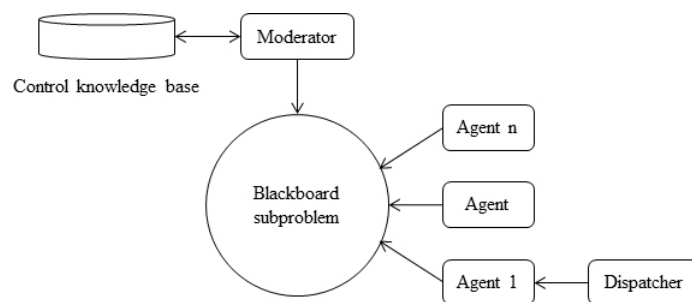 Moderator
Control knowledge base
Agent n
Blackboard
subproblem
Agent
Agent 1
Dispatcher